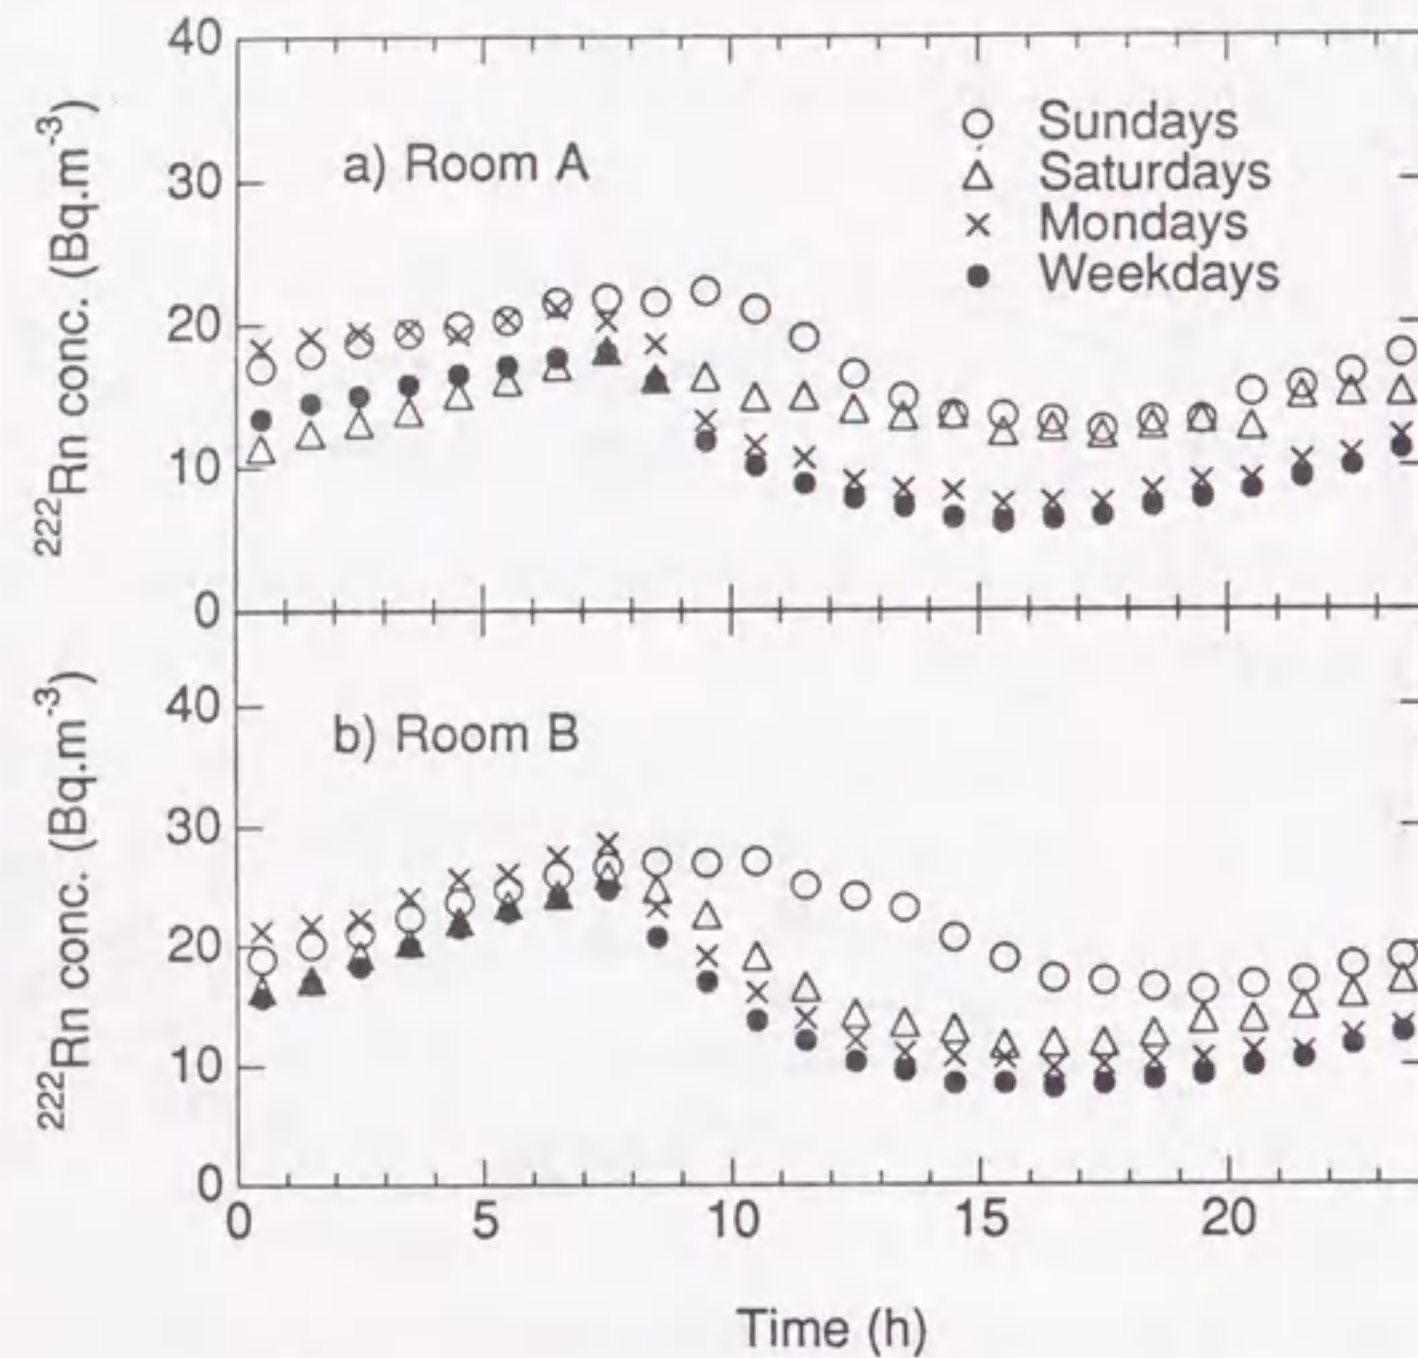 40
30
20
10
0
²²²Rn conc. (Bq.m⁻³)
a) Room A
○ Sundays
△ Saturdays
× Mondays
● Weekdays
40
30
20
10
0
²²²Rn conc. (Bq.m⁻³)
b) Room B
0 5 10 15 20
Time (h)